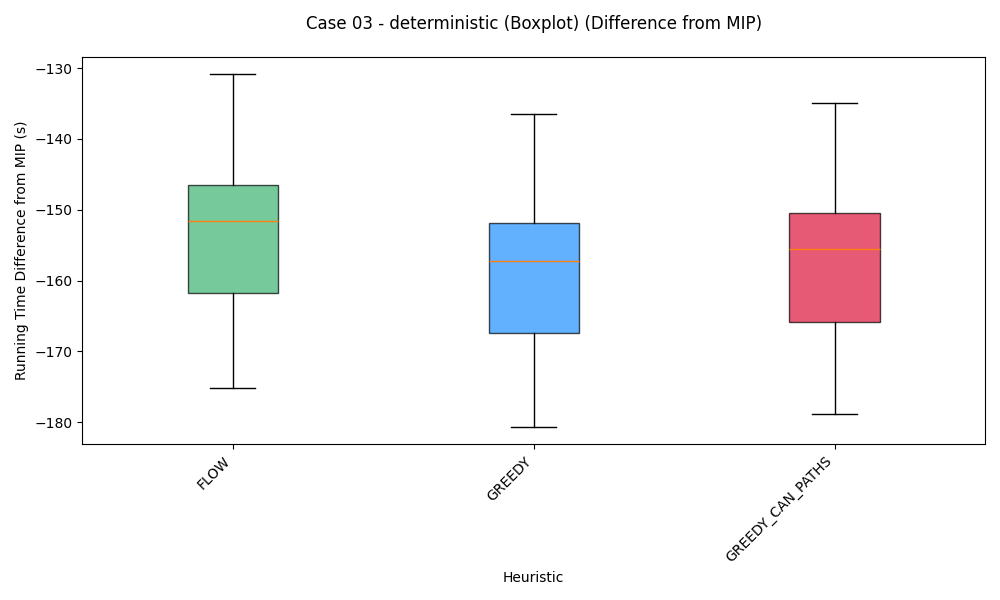 Case 03 - deterministic (Boxplot) (Difference from MIP)
Running Time Difference from MIP (s)
−130
−140
−150
−160
−170
−180
FLOW
GREEDY
GREEDY_CAN_PATHS
Heuristic